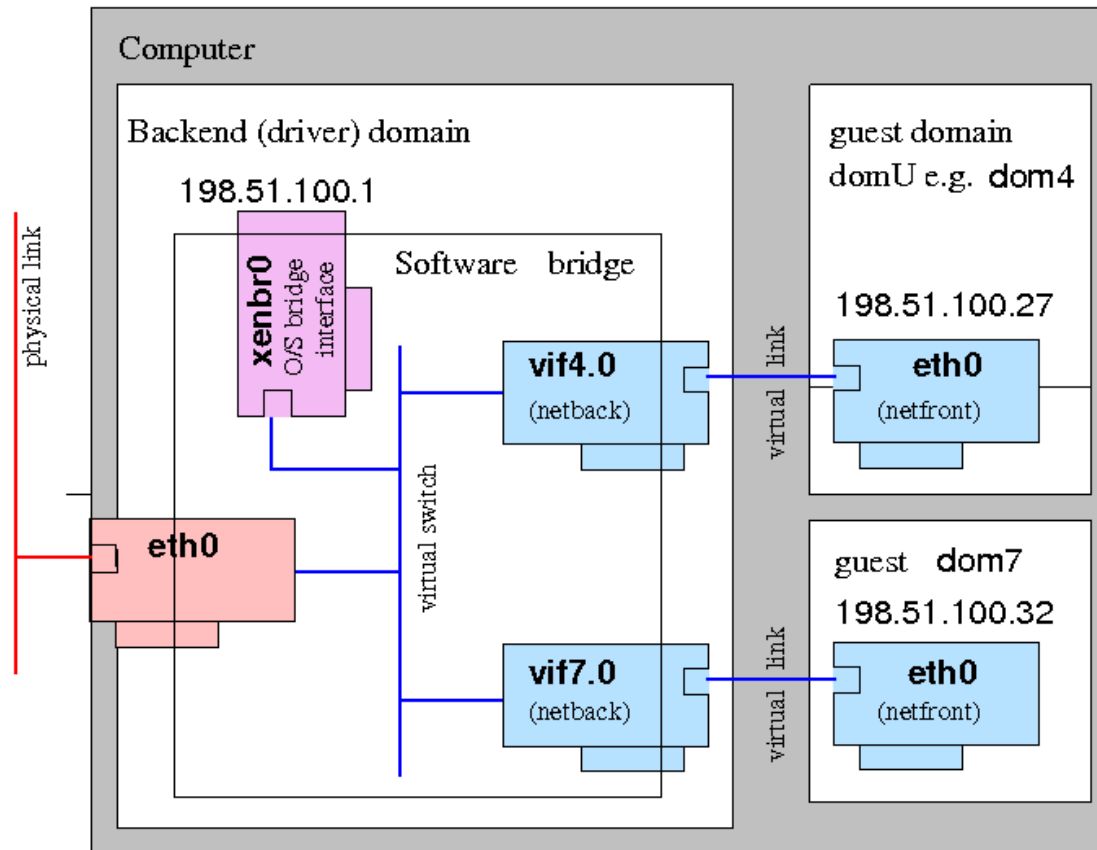 Computer
Backend (driver) domain
198.51.100.1
xenbr0
O/S bridge
interface
Software bridge
physical link
eth0
virtual switch
vif4.0
(netback)
vif7.0
(netback)
virtual link
virtual link
guest domain
domU e.g. dom4
198.51.100.27
eth0
(netfront)
guest dom7
198.51.100.32
eth0
(netfront)